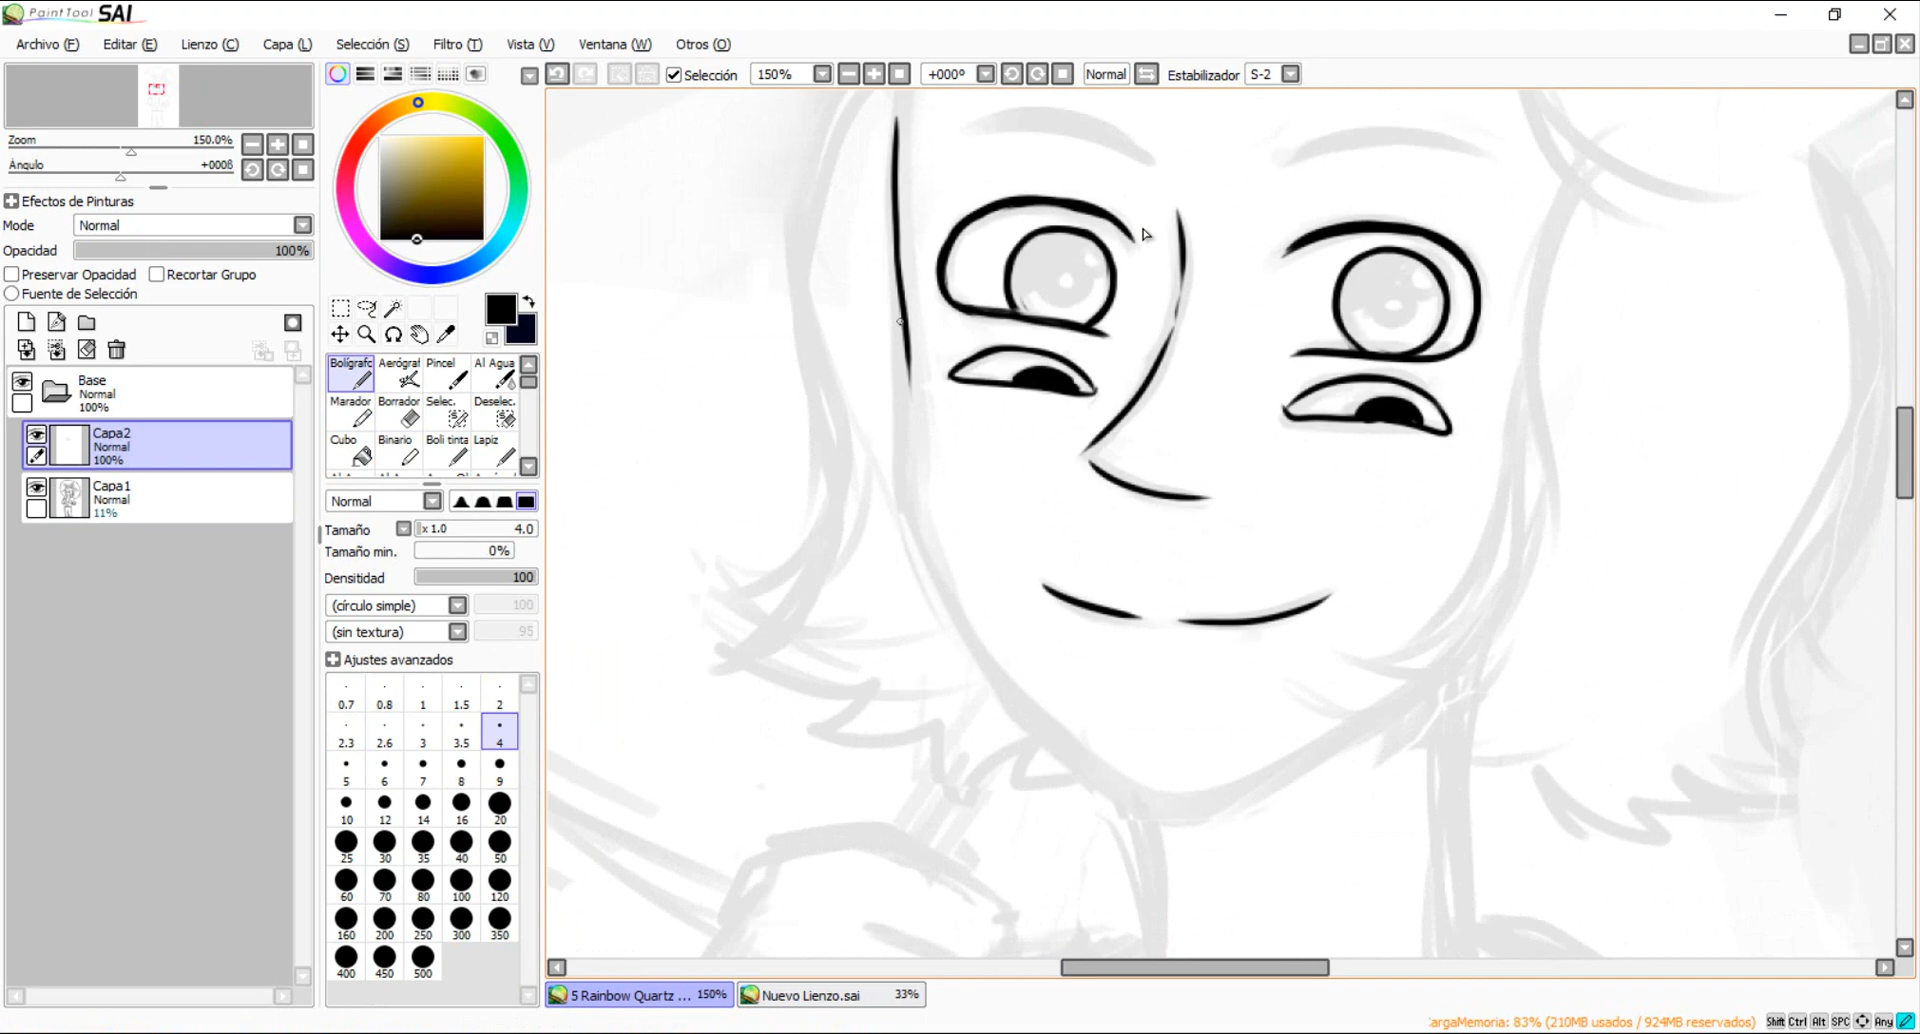 PaintTool SAI
Archivo (F) Editar (E) Lienzo (C) Capa (L) Selección (S) Filtro (T) Vista (V) Ventana (W) Otros (O)
Selección 150% +000º Normal Estabilizador S-2
Zoom 150.0%
Ángulo +000ß
Efectos de Pinturas
Mode Normal
Opacidad 100%
Preservar Opacidad Recortar Grupo
Fuente de Selección
Base
Normal
100%
Capa2
Normal
100%
Capa1
Normal
11%
Bolígrafo Aerógraf Pincel Al Agua
Marador Borrador Selec. Deselec.
Cubo Binario Boli tinta Lapiz
Normal
Tamaño x 1.0 4.0
Tamaño min. 0%
Densitidad 100
(círculo simple) 100
(sin textura) 95
Ajustes avanzados
0.7 0.8 1 1.5 2
2.3 2.6 3 3.5 4
5 6 7 8 9
10 12 14 16 20
25 30 35 40 50
60 70 80 100 120
160 200 250 300 350
400 450 500
5 Rainbow Quartz ... 150% Nuevo Lienzo.sai 33%
argaMemoria: 83% (210MB usados / 924MB reservados) Shift Ctrl Alt SPC Any